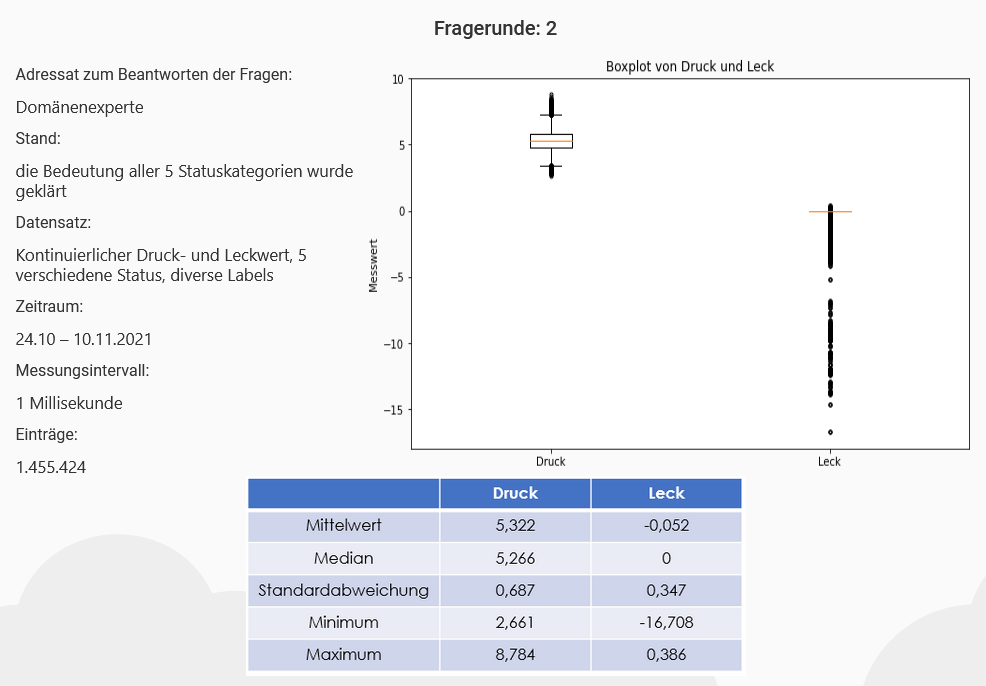 Fragerunde: 2
Adressat zum Beantworten der Fragen:
Domänenexperte
Stand:
die Bedeutung aller 5 Statuskategorien wurde
geklärt
Datensatz:
Kontinuierlicher Druck- und Leckwert, 5
verschiedene Status, diverse Labels
Zeitraum:
24.10 – 10.11.2021
Messungsintervall:
1 Millisekunde
Einträge:
1.455.424
Boxplot von Druck und Leck
Messwert
10
5
0
−5
−10
−15
Druck Leck
Druck Leck
Mittelwert 5,322 -0,052
Median 5,266 0
Standardabweichung 0,687 0,347
Minimum 2,661 -16,708
Maximum 8,784 0,386